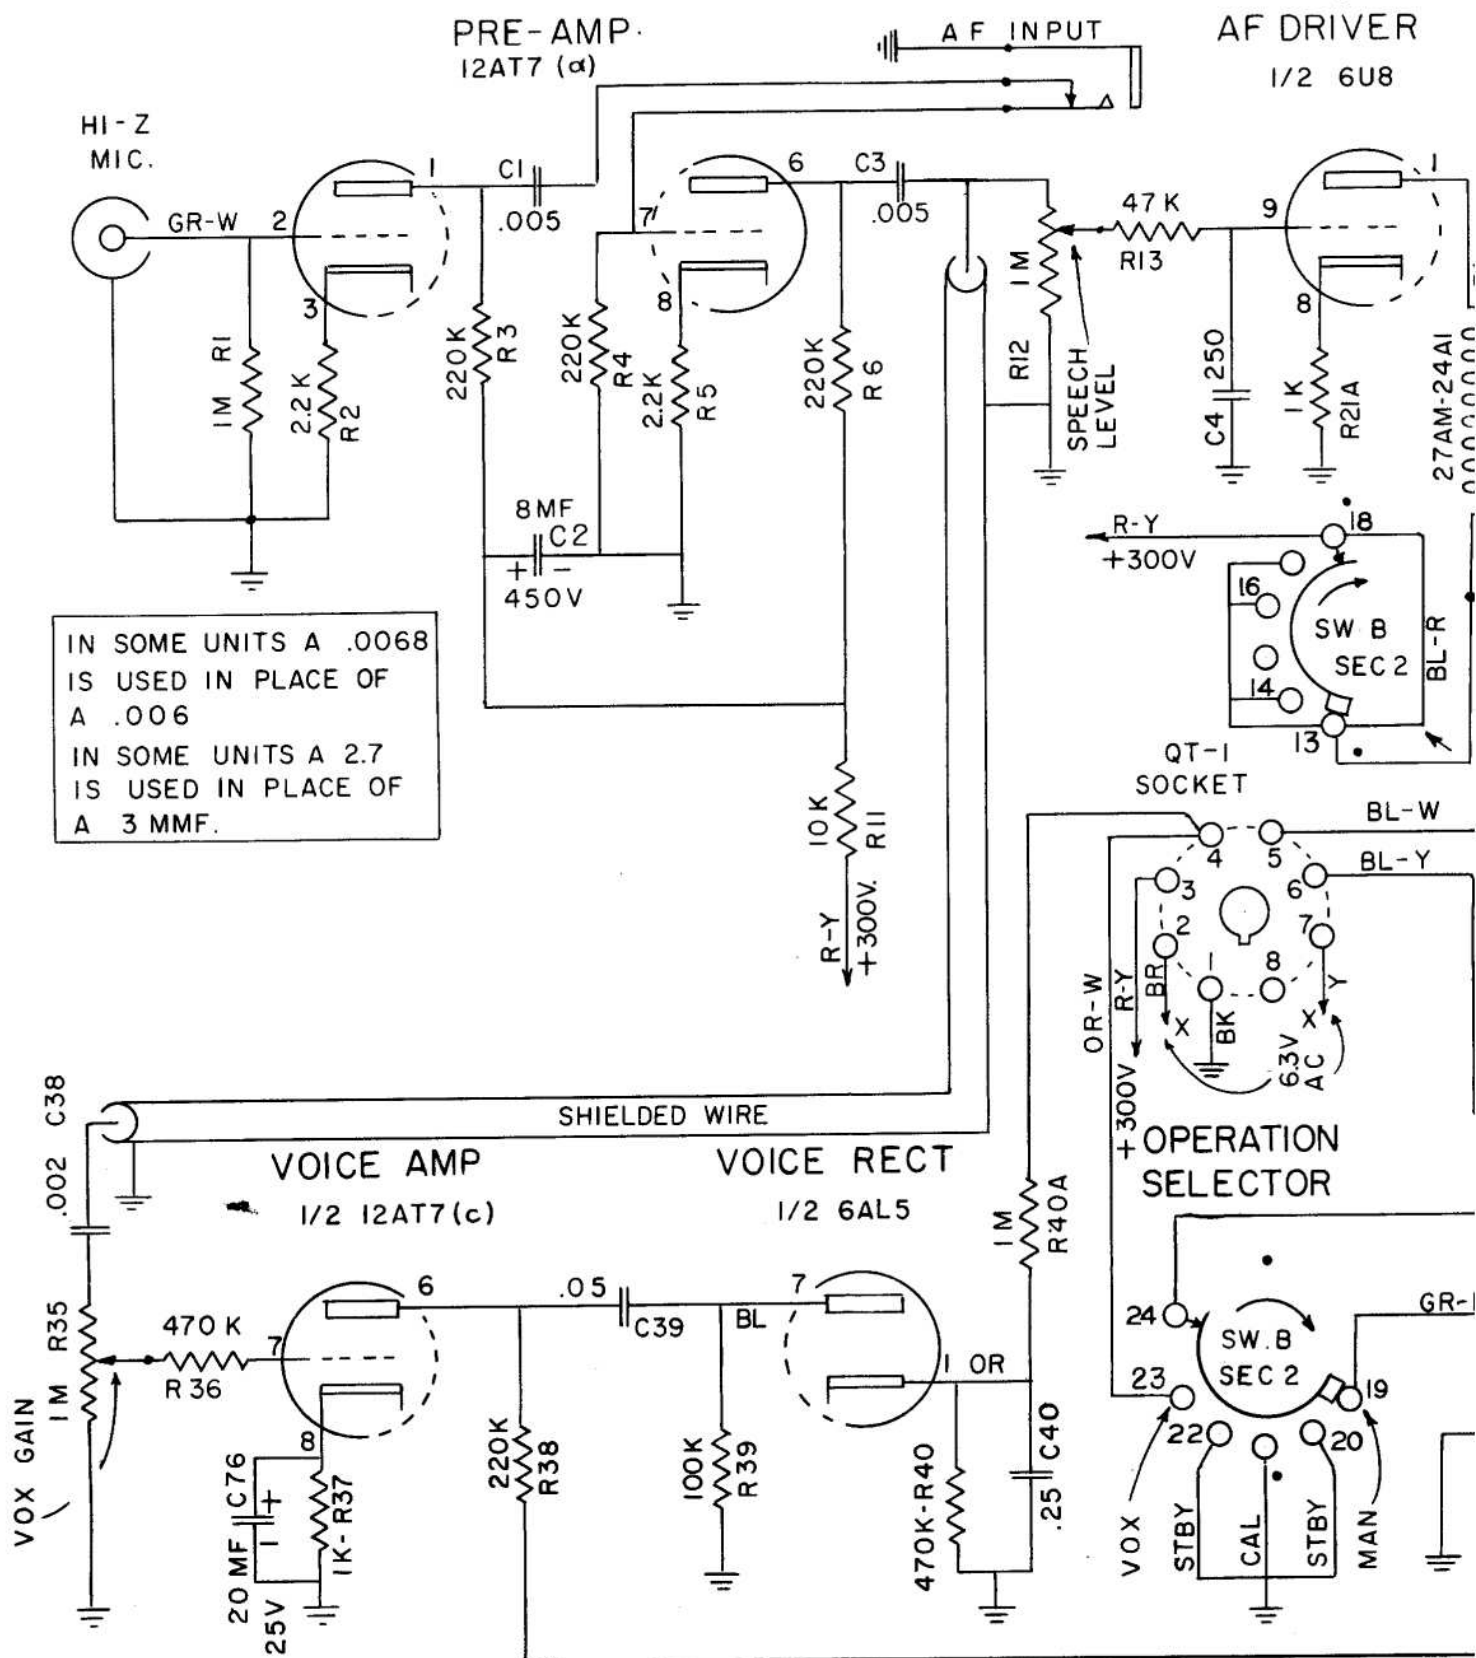 PRE-AMP.
12AT7 (a)
AF INPUT
AF DRIVER
1/2 6U8
HI-Z
MIC.
GR-W
2
1
3
C1
.005
7
6
8
C3
.005
1M
R12
SPEECH
LEVEL
47 K
R13
9
1
8
1M R1
2.2 K
R2
220K
R3
220K
R4
2.2K
R5
220K
R6
C4 250
1K
R21A
27AM-24A1
8 MF
C2
+ -
450V
R-Y
+300V
18
16
14
13
SW. B
SEC 2
BL-R
IN SOME UNITS A .0068
IS USED IN PLACE OF
A .006
IN SOME UNITS A 2.7
IS USED IN PLACE OF
A 3 MMF.
10K
R11
R-Y
+300V.
QT-1
SOCKET
BL-W
BL-Y
4
5
3
6
2
7
1
8
OR-W
R-Y
BR
BK
Y
X
X
6.3V
AC
+300V
C38
.002
SHIELDED WIRE
VOICE AMP
1/2 12AT7 (c)
VOICE RECT
1/2 6AL5
1M
R40A
OPERATION
SELECTOR
R35
1M
VOX GAIN
470 K
R36
7
6
8
.05
C39
BL
7
1
OR
C76
20 MF
+
-
25V
1K-R37
220K
R38
100K
R39
470K-R40
C40
.25
24
23
22
20
19
SW. B
SEC 2
GR-
VOX
STBY
CAL
STBY
MAN